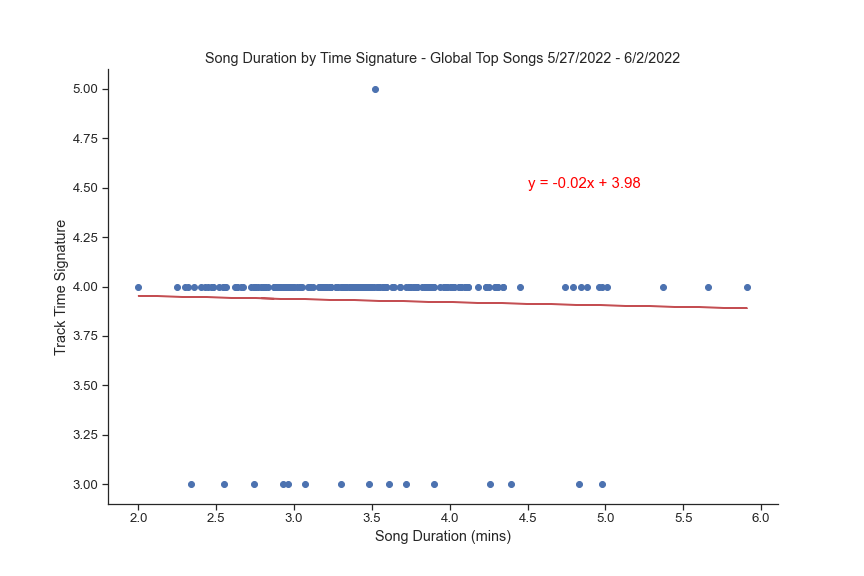 Song Duration by Time Signature - Global Top Songs 5/27/2022 - 6/2/2022
5.00
4.75
4.50
4.25
4.00
3.75
3.50
3.25
3.00
Track Time Signature
y = -0.02x + 3.98
2.0 2.5 3.0 3.5 4.0 4.5 5.0 5.5 6.0
Song Duration (mins)